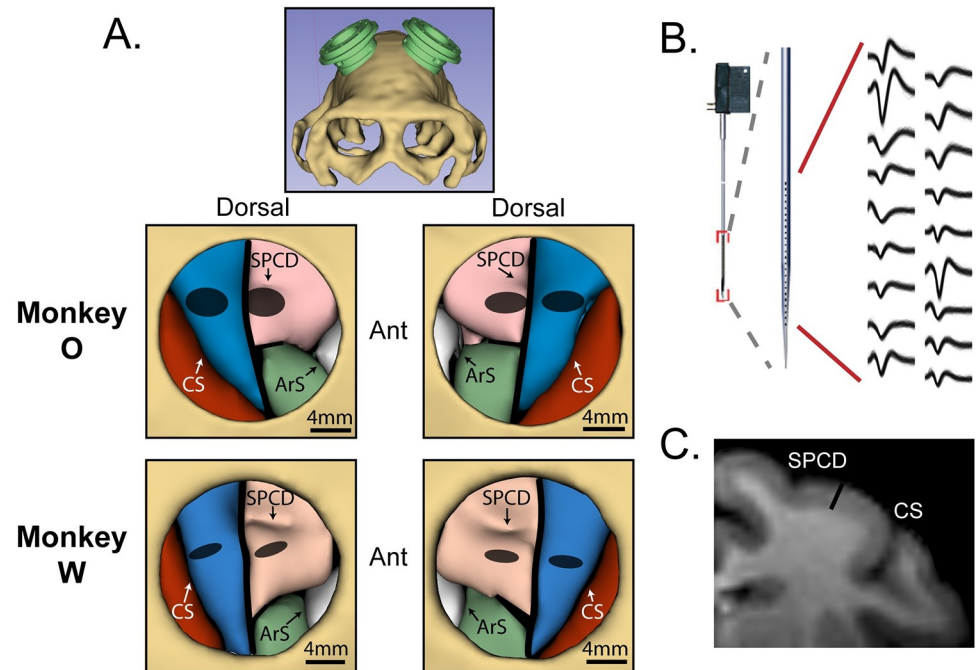 A.
Dorsal
Dorsal
Monkey
O
SPCD
CS
ArS
4mm
Ant
SPCD
ArS
CS
4mm
Monkey
W
SPCD
CS
ArS
4mm
Ant
SPCD
ArS
CS
4mm
B.
C.
SPCD
CS